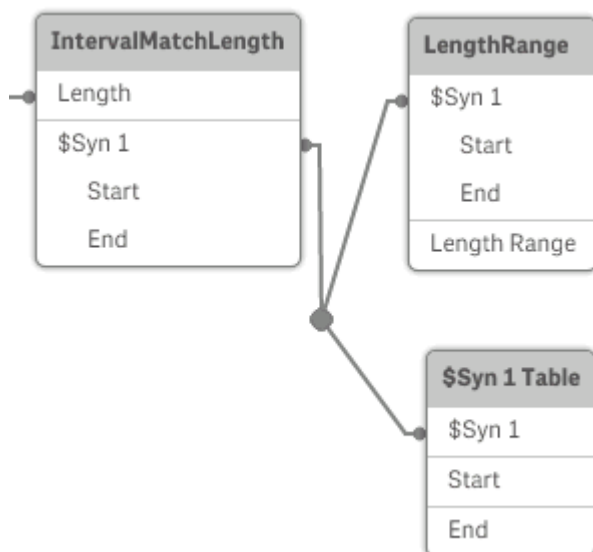 IntervalMatchLength
Length
$Syn 1
Start
End
LengthRange
$Syn 1
Start
End
Length Range
$Syn 1 Table
$Syn 1
Start
End